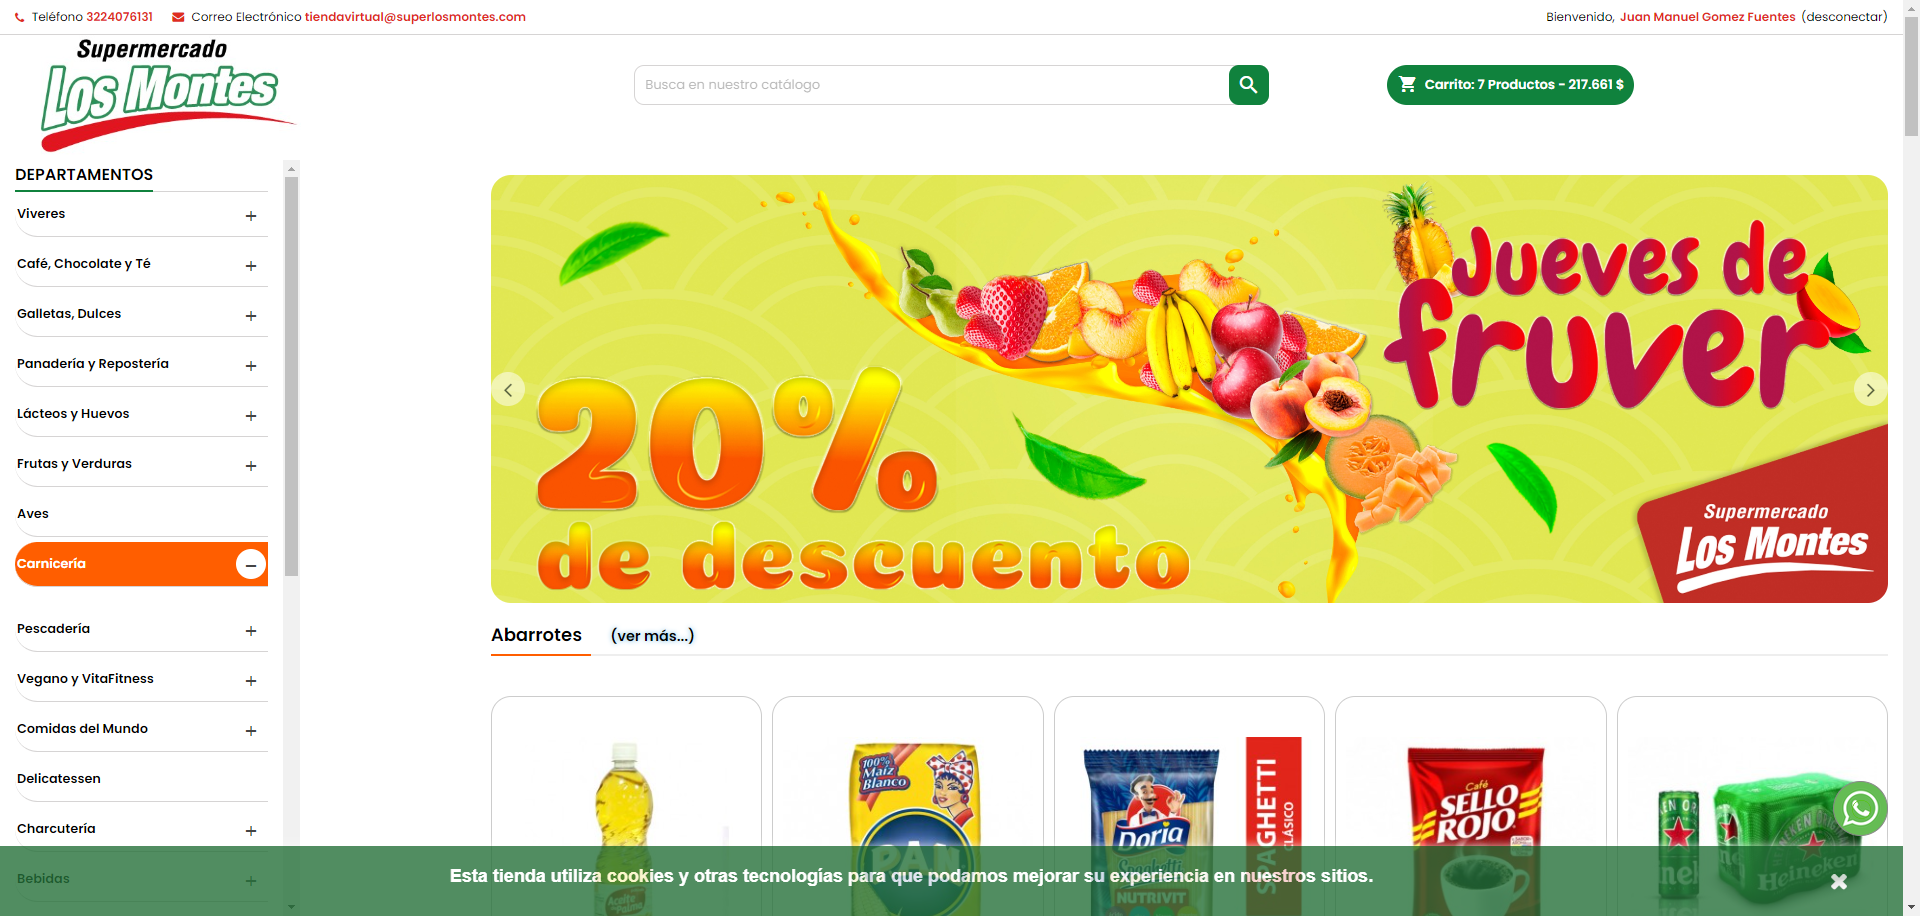 Teléfono 3224076131 Correo Electrónico tiendavirtual@superlosmontes.com
Bienvenido, Juan Manuel Gomez Fuentes (desconectar)
Supermercado
Los Montes
Busca en nuestro catálogo
Carrito: 7 Productos - 217.661 $
DEPARTAMENTOS
Viveres
Café, Chocolate y Té
Galletas, Dulces
Panadería y Repostería
Lácteos y Huevos
Frutas y Verduras
Aves
Carnicería
Pescadería
Vegano y VitaFitness
Comidas del Mundo
Delicatessen
Charcutería
Bebidas
Jueves de
fruver
20%
de descuento
Supermercado
Los Montes
Abarrotes (ver más...)
Aceite
de Palma
100%
Maíz
Blanco
PAN
Doria
Spaghetti
NUTRIVIT
SPAGHETTI
CLÁSICO
Café
SELLO
ROJO
Heineken
Esta tienda utiliza cookies y otras tecnologías para que podamos mejorar su experiencia en nuestros sitios.